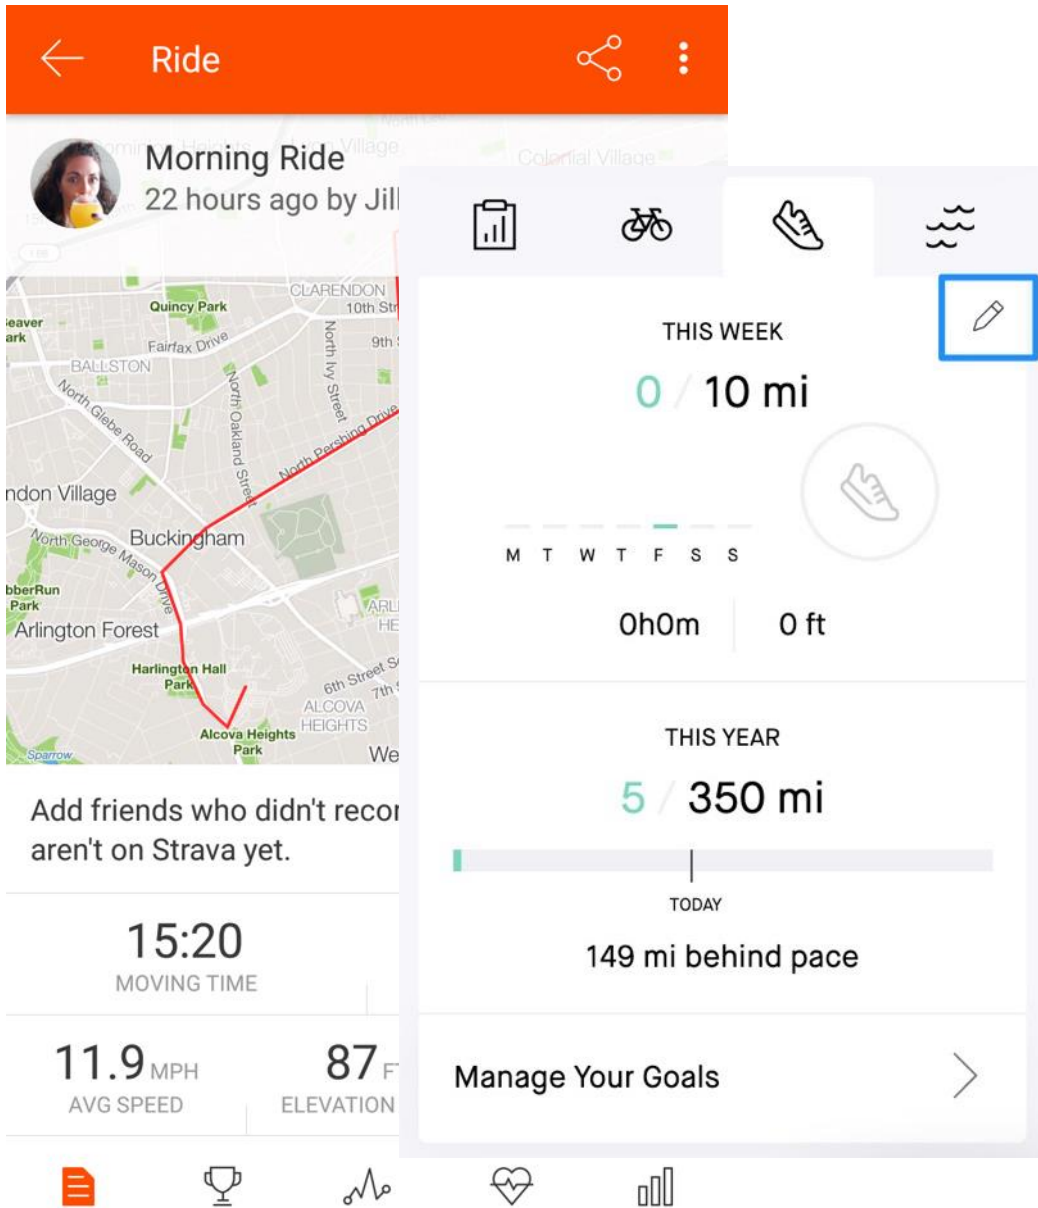 Ride
Morning Ride
22 hours ago by Jill
Colonial Village
CLARENDON
10th Str
Quincy Park
9th
Fairfax Drive
BALLSTON
North Ivy Street
North Glebe Road
North Oakland Street
North Pershing Drive
ndon Village
North George Mason Drive
Buckingham
bberRun
Park
Arlington Forest
ARLI
HE
Harlington Hall
Park
6th Street S
7th
ALCOVA
HEIGHTS
Alcova Heights
Park
Sparrow
We
Add friends who didn't recor
aren't on Strava yet.
15:20
MOVING TIME
11.9 MPH
AVG SPEED
87 F
ELEVATION
THIS WEEK
0 / 10 mi
M T W T F S S
0h0m
0 ft
THIS YEAR
5 / 350 mi
TODAY
149 mi behind pace
Manage Your Goals